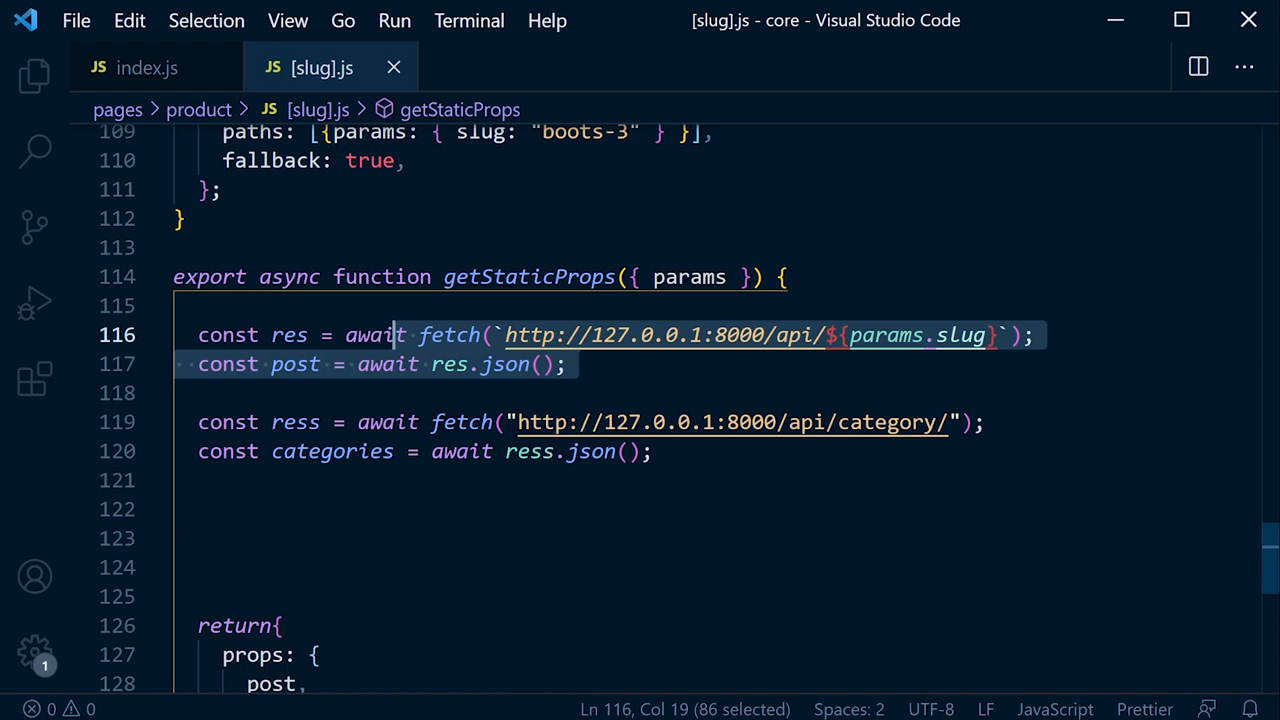 File Edit Selection View Go Run Terminal Help [slug].js - core - Visual Studio Code
JS index.js JS [slug].js
pages > product > JS [slug].js > getStaticProps
109 paths: [{params: { slug: "boots-3" } }],
110 fallback: true,
111 };
112 }
113
114 export async function getStaticProps({ params }) {
115
116 const res = await fetch(`http://127.0.0.1:8000/api/${params.slug}`);
117 const post = await res.json();
118
119 const ress = await fetch("http://127.0.0.1:8000/api/category/");
120 const categories = await ress.json();
121
122
123
124
125
126 return{
127 props: {
128 post,
1
0 0 Ln 116, Col 19 (86 selected) Spaces: 2 UTF-8 LF JavaScript Prettier